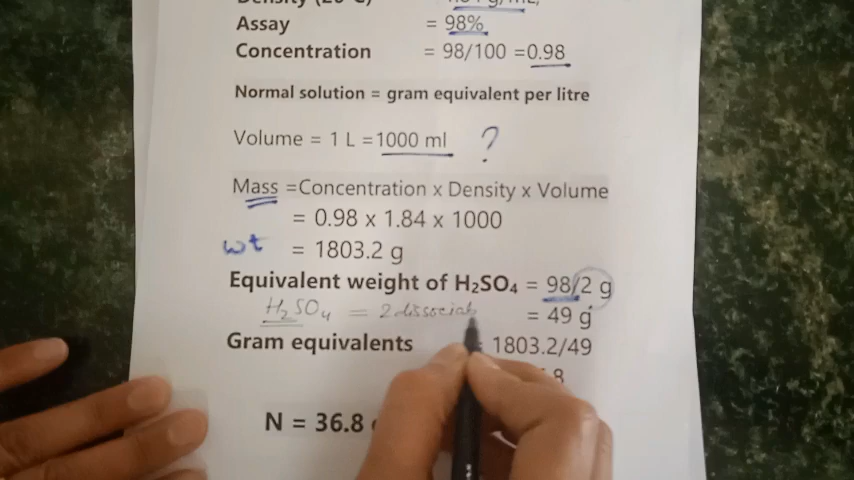 Assay = 98%
Concentration = 98/100 =0.98
Normal solution = gram equivalent per litre
Volume = 1 L =1000 ml ?
Mass =Concentration x Density x Volume
= 0.98 x 1.84 x 1000
wt = 1803.2 g
Equivalent weight of H₂SO₄ = 98/2 g
H₂SO₄ = 2 dissociat
= 49 g
Gram equivalents = 1803.2/49
N = 36.8